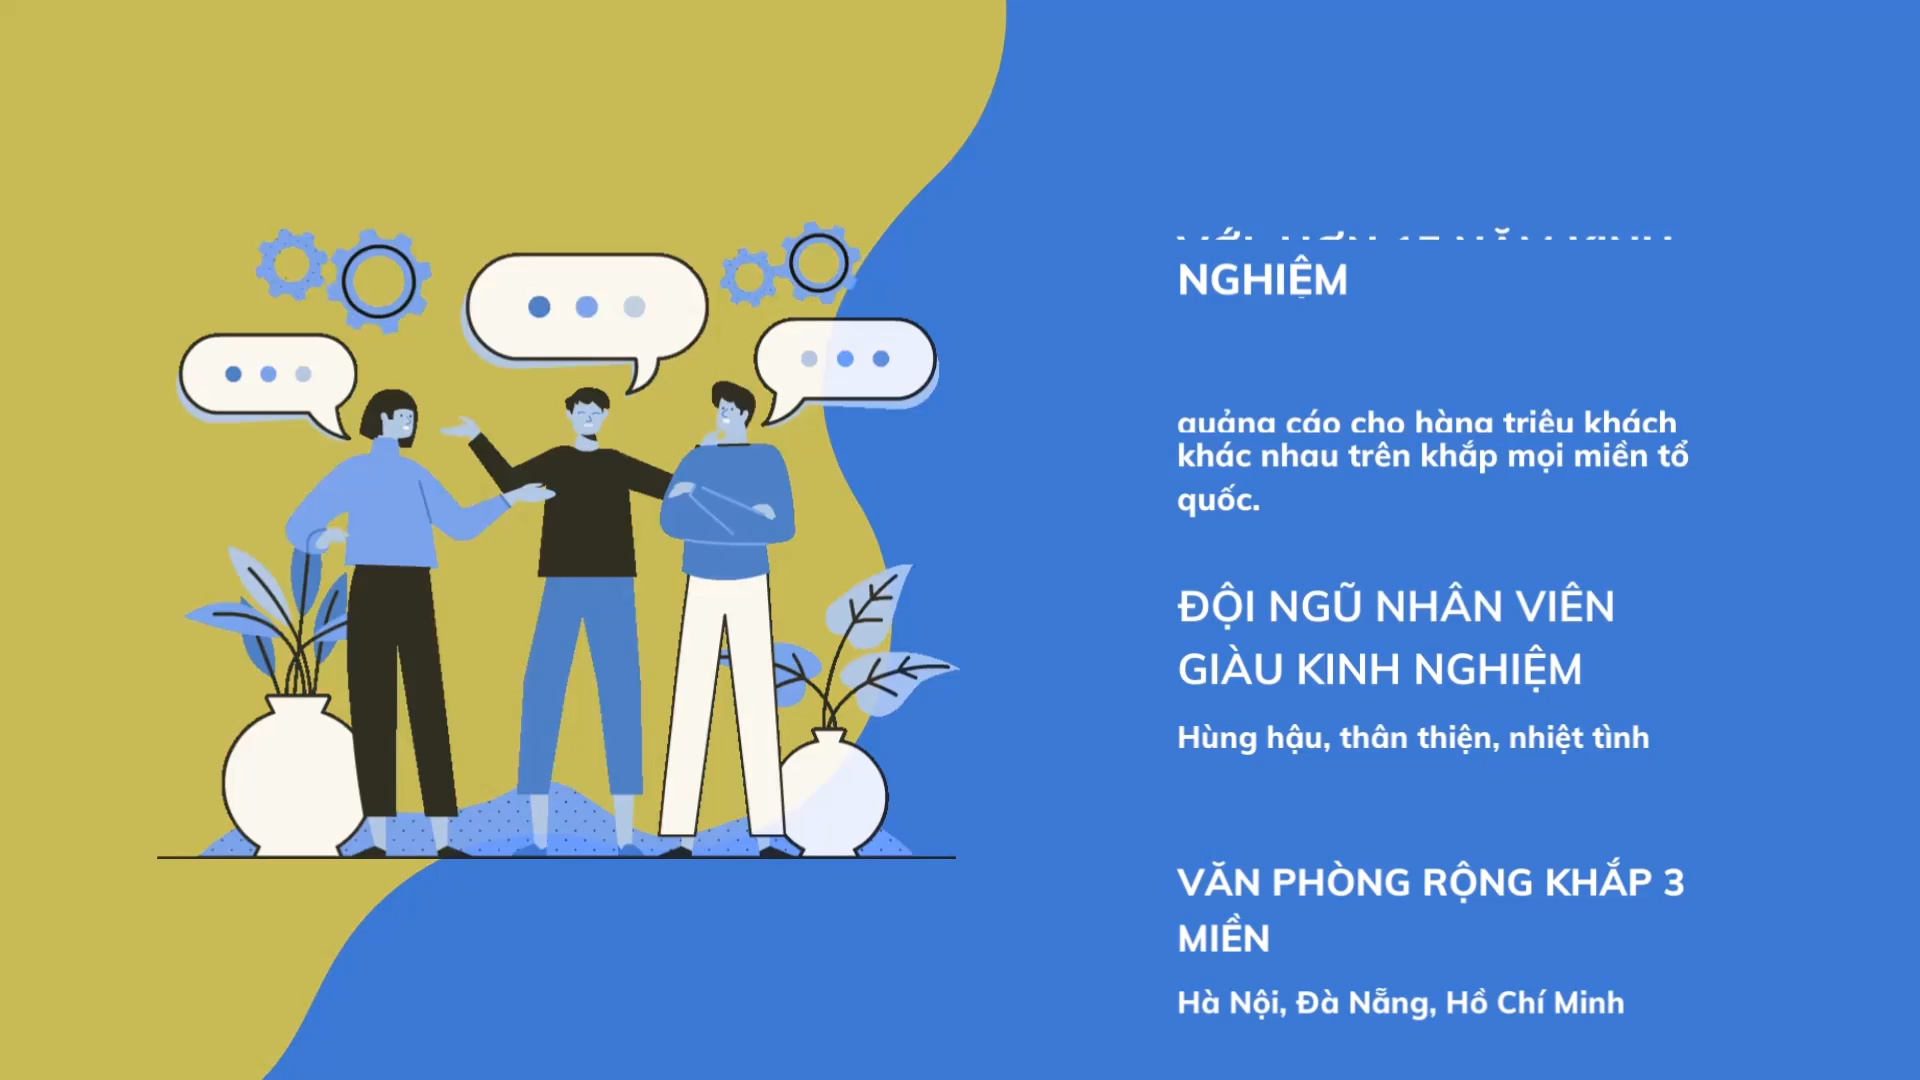 NGHIỆM
quảng cáo cho hàng triệu khách
khác nhau trên khắp mọi miền tổ
quốc.
ĐỘI NGŨ NHÂN VIÊN
GIÀU KINH NGHIỆM
Hùng hậu, thân thiện, nhiệt tình
VĂN PHÒNG RỘNG KHẮP 3
MIỀN
Hà Nội, Đà Nẵng, Hồ Chí Minh